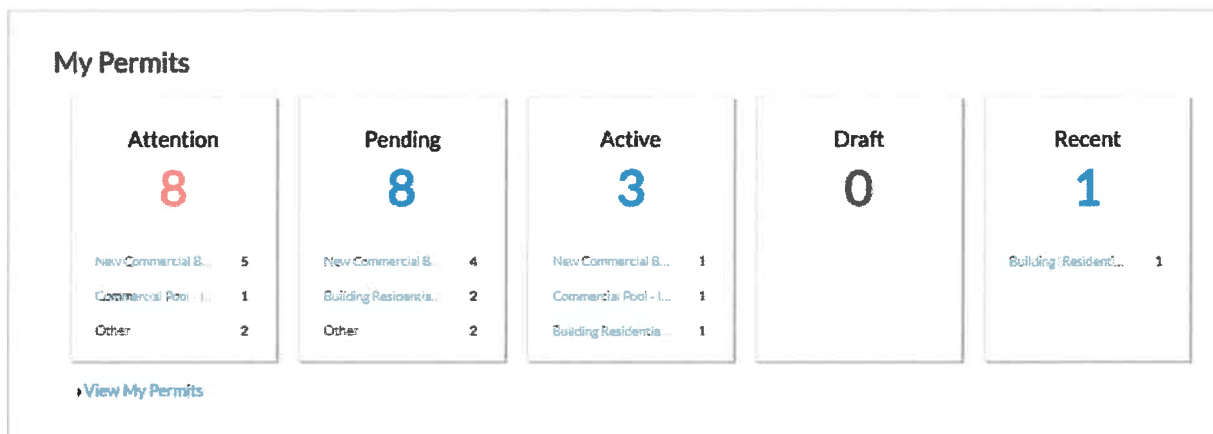 My Permits
Attention
8
New Commercial B... 5
Commercial Pool - I... 1
Other 2
Pending
8
New Commercial B... 4
Building Residentia... 2
Other 2
Active
3
New Commercial B... 1
Commercial Pool - I... 1
Building Residentia... 1
Draft
0
Recent
1
Building (Residenti... 1
View My Permits